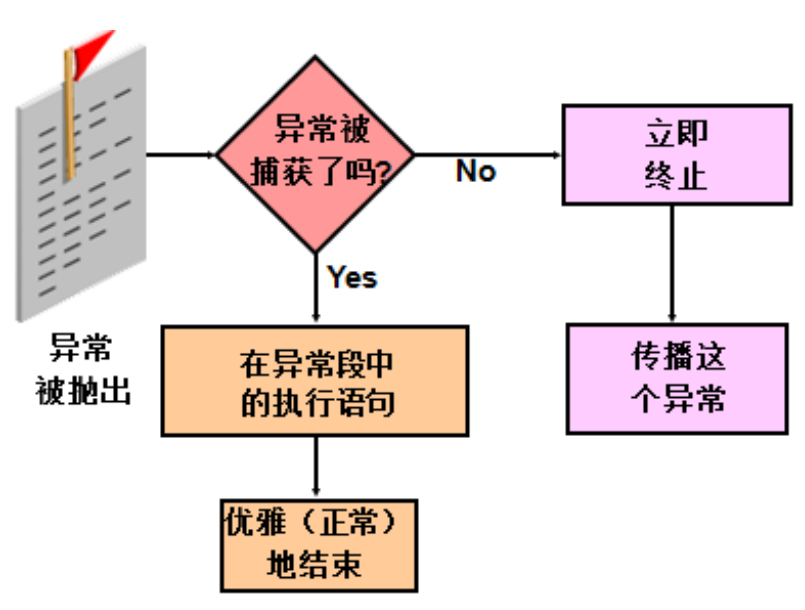 异常被
捕获了吗?
No
立即
终止
Yes
异常
被抛出
在异常段中
的执行语句
传播这
个异常
优雅（正常）
地结束